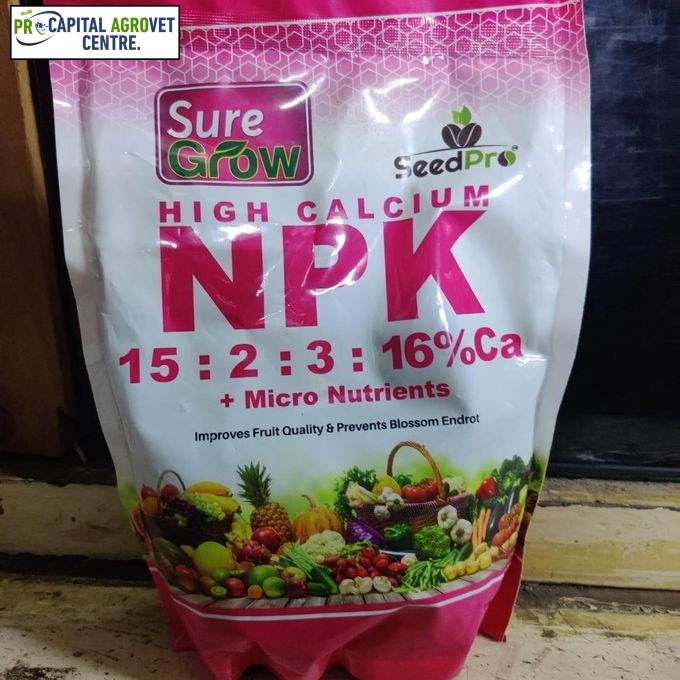 PRO CAPITAL AGROVET
CENTRE.
Sure
Grow
SeedPro
HIGH CALCIUM
NPK
15 : 2 : 3 : 16%Ca
+ Micro Nutrients
Improves Fruit Quality & Prevents Blossom Endrot